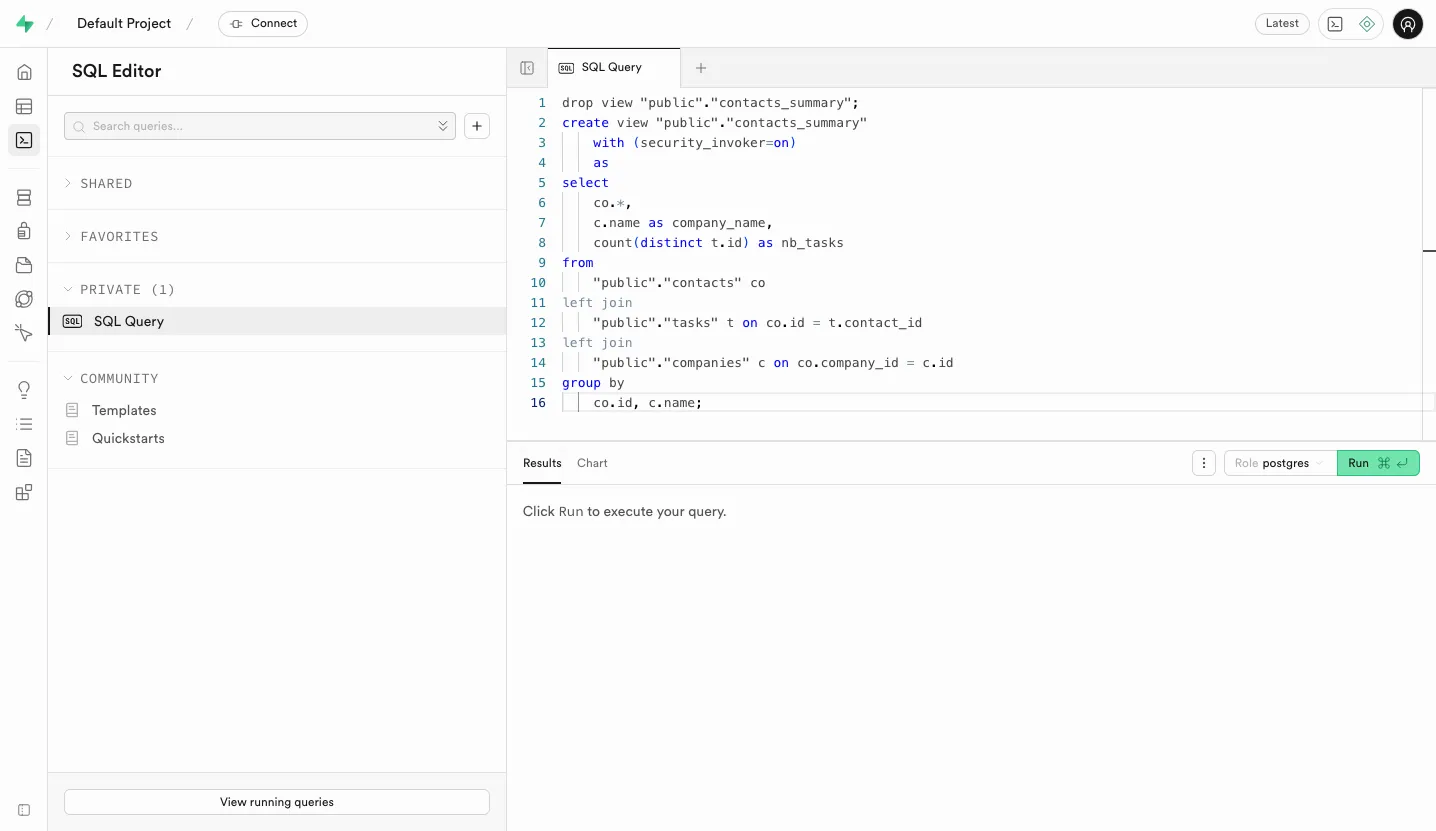 / Default Project / Connect
Latest
SQL Editor
Search queries...
SHARED
FAVORITES
PRIVATE (1)
SQL SQL Query
COMMUNITY
Templates
Quickstarts
View running queries
SQL SQL Query
1 drop view "public"."contacts_summary";
2 create view "public"."contacts_summary"
3 with (security_invoker=on)
4 as
5 select
6 co.*,
7 c.name as company_name,
8 count(distinct t.id) as nb_tasks
9 from
10 "public"."contacts" co
11 left join
12 "public"."tasks" t on co.id = t.contact_id
13 left join
14 "public"."companies" c on co.company_id = c.id
15 group by
16 co.id, c.name;
Results Chart
Role postgres Run ⌘
Click Run to execute your query.